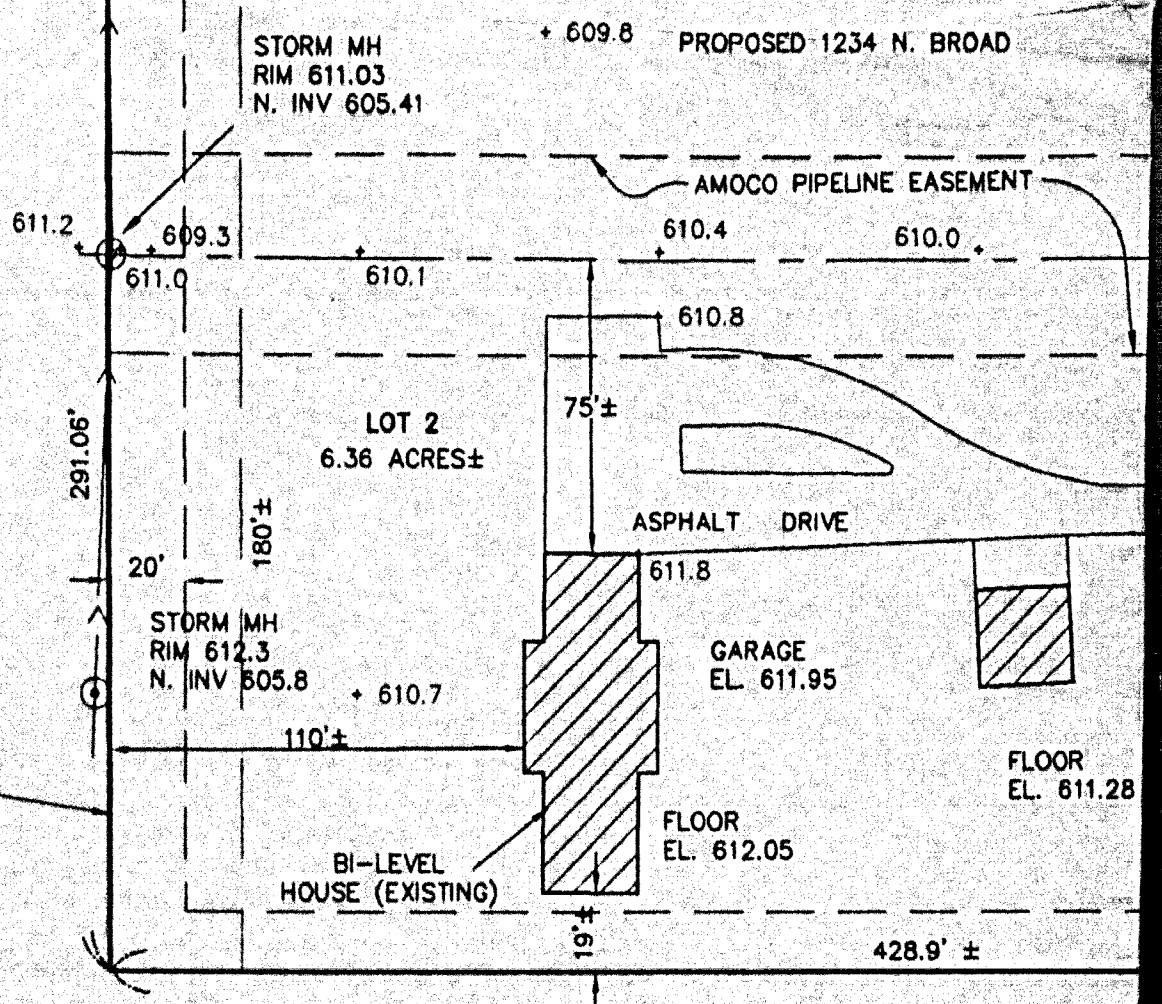 609.8
PROPOSED 1234 N. BROAD
STORM MH
RIM 611.03
N. INV 605.41
AMOCO PIPELINE EASEMENT
611.2
609.3
611.0
610.1
610.4
610.0
610.8
75'±
LOT 2
6.36 ACRES±
291.06'
180'±
20'
ASPHALT DRIVE
611.8
STORM MH
RIM 612.3
N. INV 605.8
610.7
GARAGE
EL. 611.95
110'±
FLOOR
EL. 611.28
FLOOR
EL. 612.05
BI-LEVEL
HOUSE (EXISTING)
19'±
428.9' ±